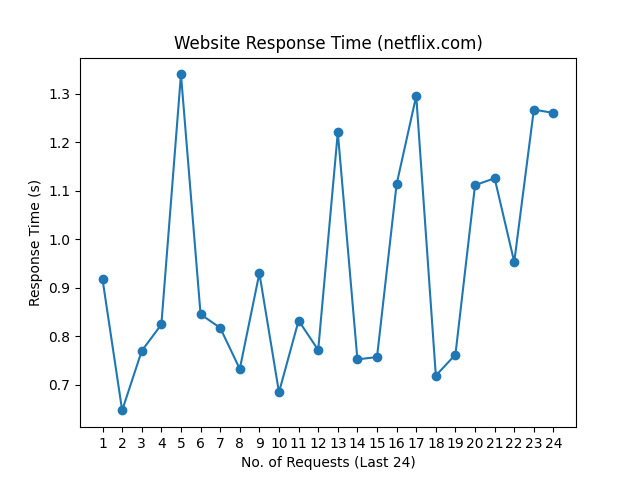 Website Response Time (netflix.com)
Response Time (s)
1.3
1.2
1.1
1.0
0.9
0.8
0.7
1 2 3 4 5 6 7 8 9 10 11 12 13 14 15 16 17 18 19 20 21 22 23 24
No. of Requests (Last 24)